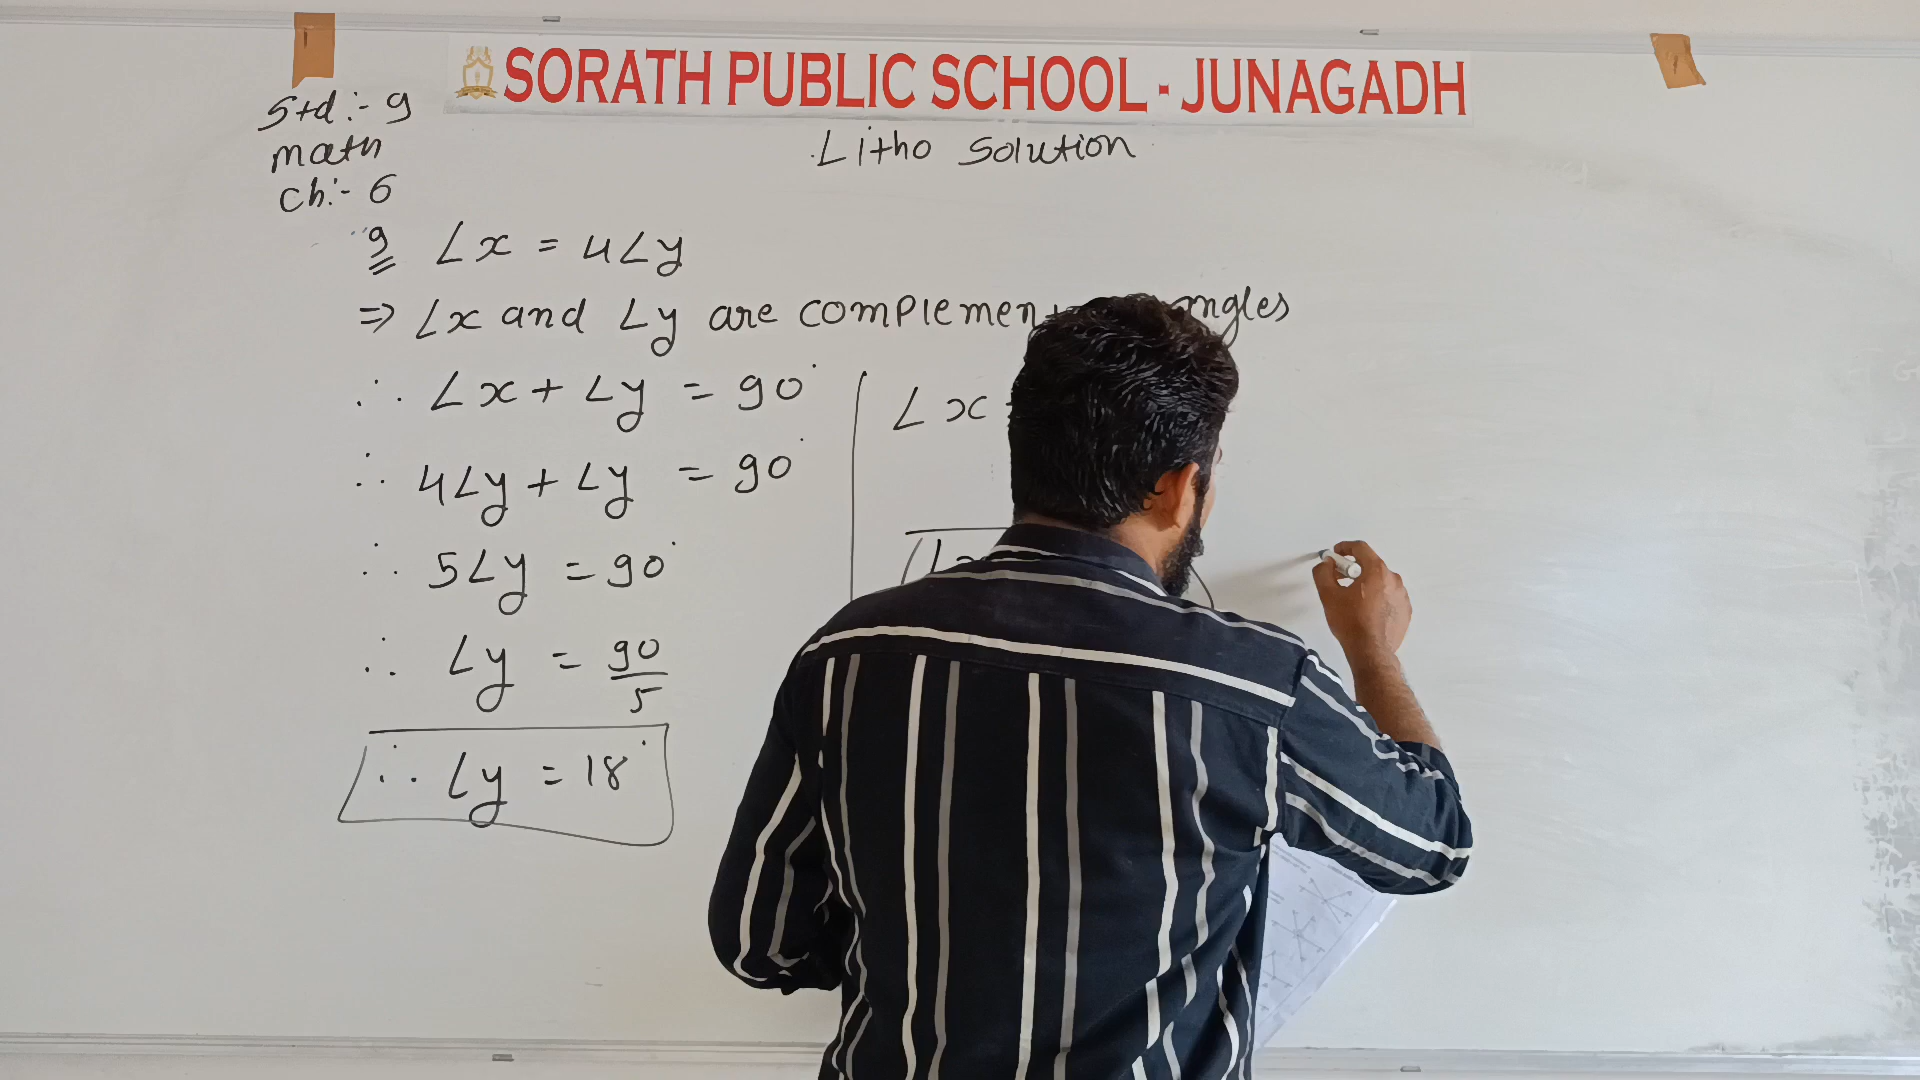 SORATH PUBLIC SCHOOL - JUNAGADH
Std :- 9
math
Ch :- 6
Litho Solution
9 ∠x = 4∠y
⇒ ∠x and ∠y are complemen angles
∴ ∠x + ∠y = 90°
∴ 4∠y + ∠y = 90°
∴ 5∠y = 90°
∴ ∠y = 90/5
∴ ∠y = 18°
∠x